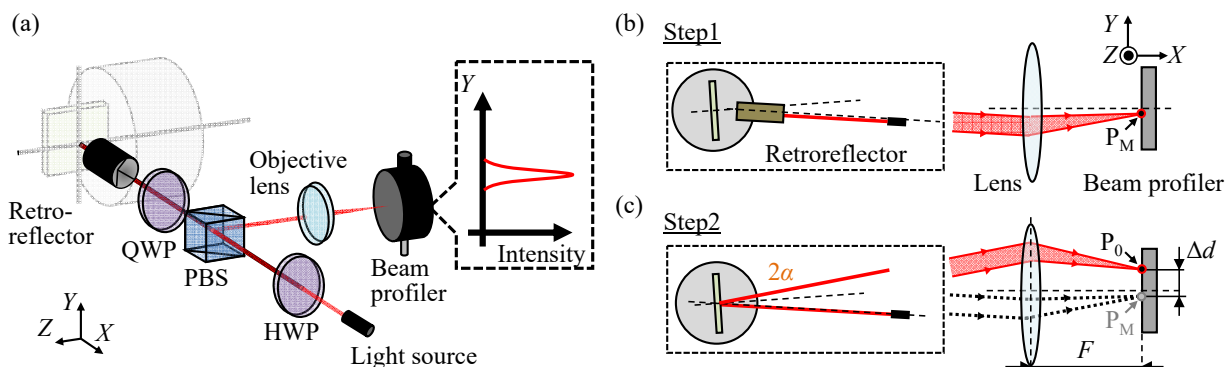 (a)
Y
Objective
lens
Retro-
reflector
QWP
PBS
Intensity
Beam
profiler
HWP
Light source
Y
Z
X
(b)
Step1
Retroreflector
Y
Z
X
P_M
Lens
Beam profiler
(c)
Step2
2α
P_0
Δd
P_M
F